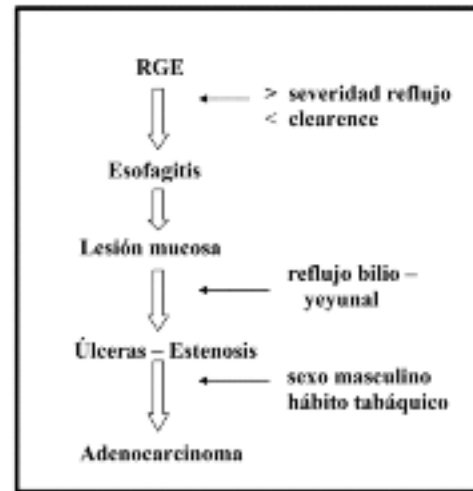 RGE
> severidad reflujo
< clearence
Esofagitis
Lesión mucosa
reflujo bilio –
yeyunal
Úlceras – Estenosis
sexo masculino
hábito tabáquico
Adenocarcinoma